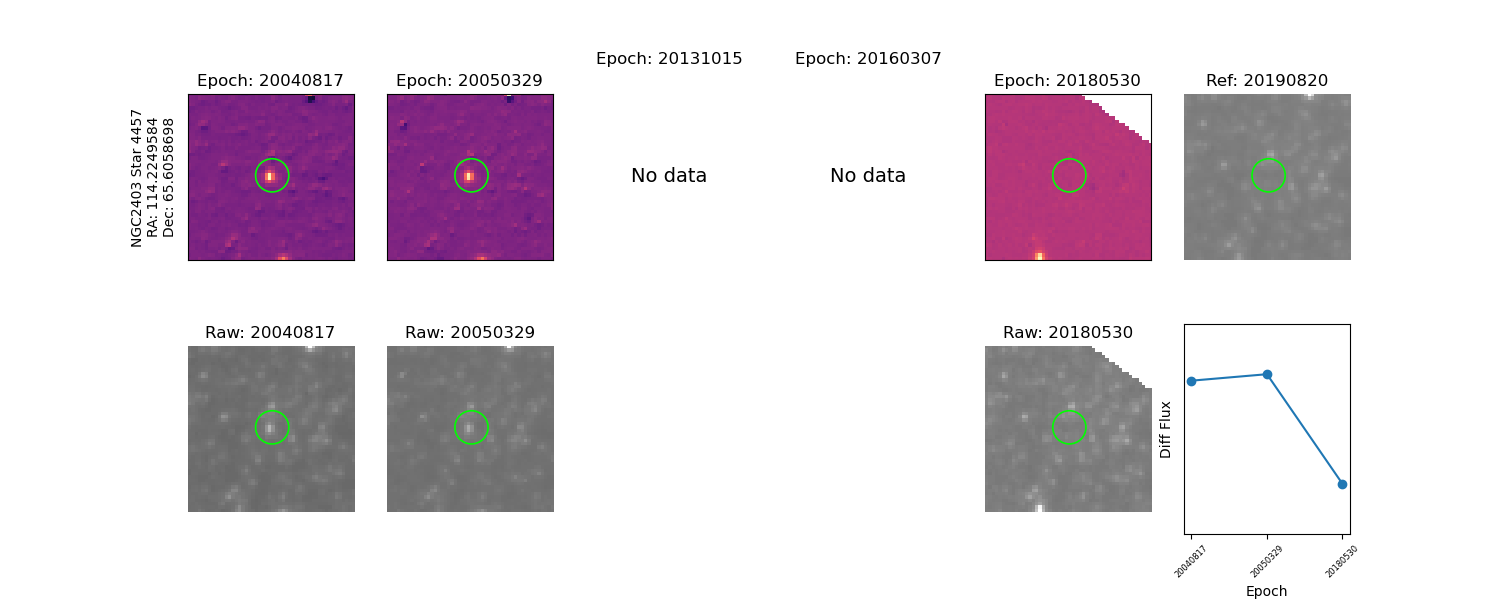 Epoch: 20040817
Epoch: 20050329
Epoch: 20131015
Epoch: 20160307
Epoch: 20180530
Ref: 20190820
NGC2403 Star 4457
RA: 114.2249584
Dec: 65.6058698
No data
No data
Raw: 20040817
Raw: 20050329
Raw: 20180530
Diff Flux
20040817
20050329
20180530
Epoch